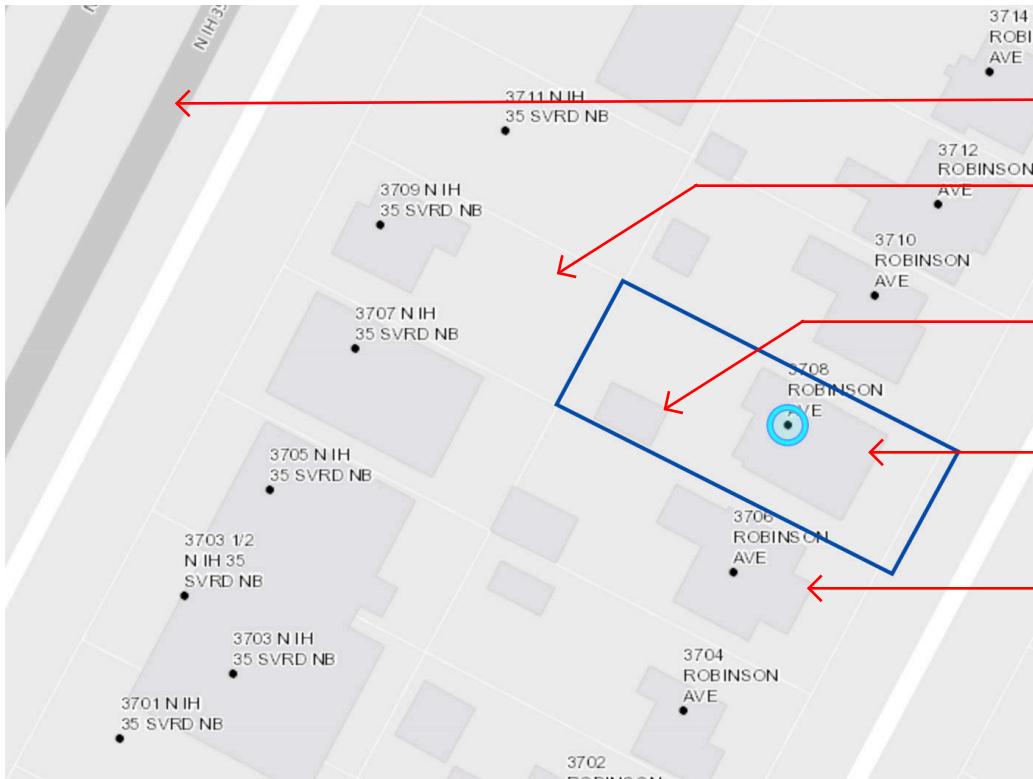 N IH 35
3714
ROBI
AVE
3711 N IH
35 SVRD NB
3712
ROBINSON
AVE
3709 N IH
35 SVRD NB
3710
ROBINSON
AVE
3707 N IH
35 SVRD NB
3708
ROBINSON
AVE
3705 N IH
35 SVRD NB
3706
ROBINSON
AVE
3703 1/2
N IH 35
SVRD NB
3703 N IH
35 SVRD NB
3704
ROBINSON
AVE
3701 N IH
35 SVRD NB
3702
ROBINSON